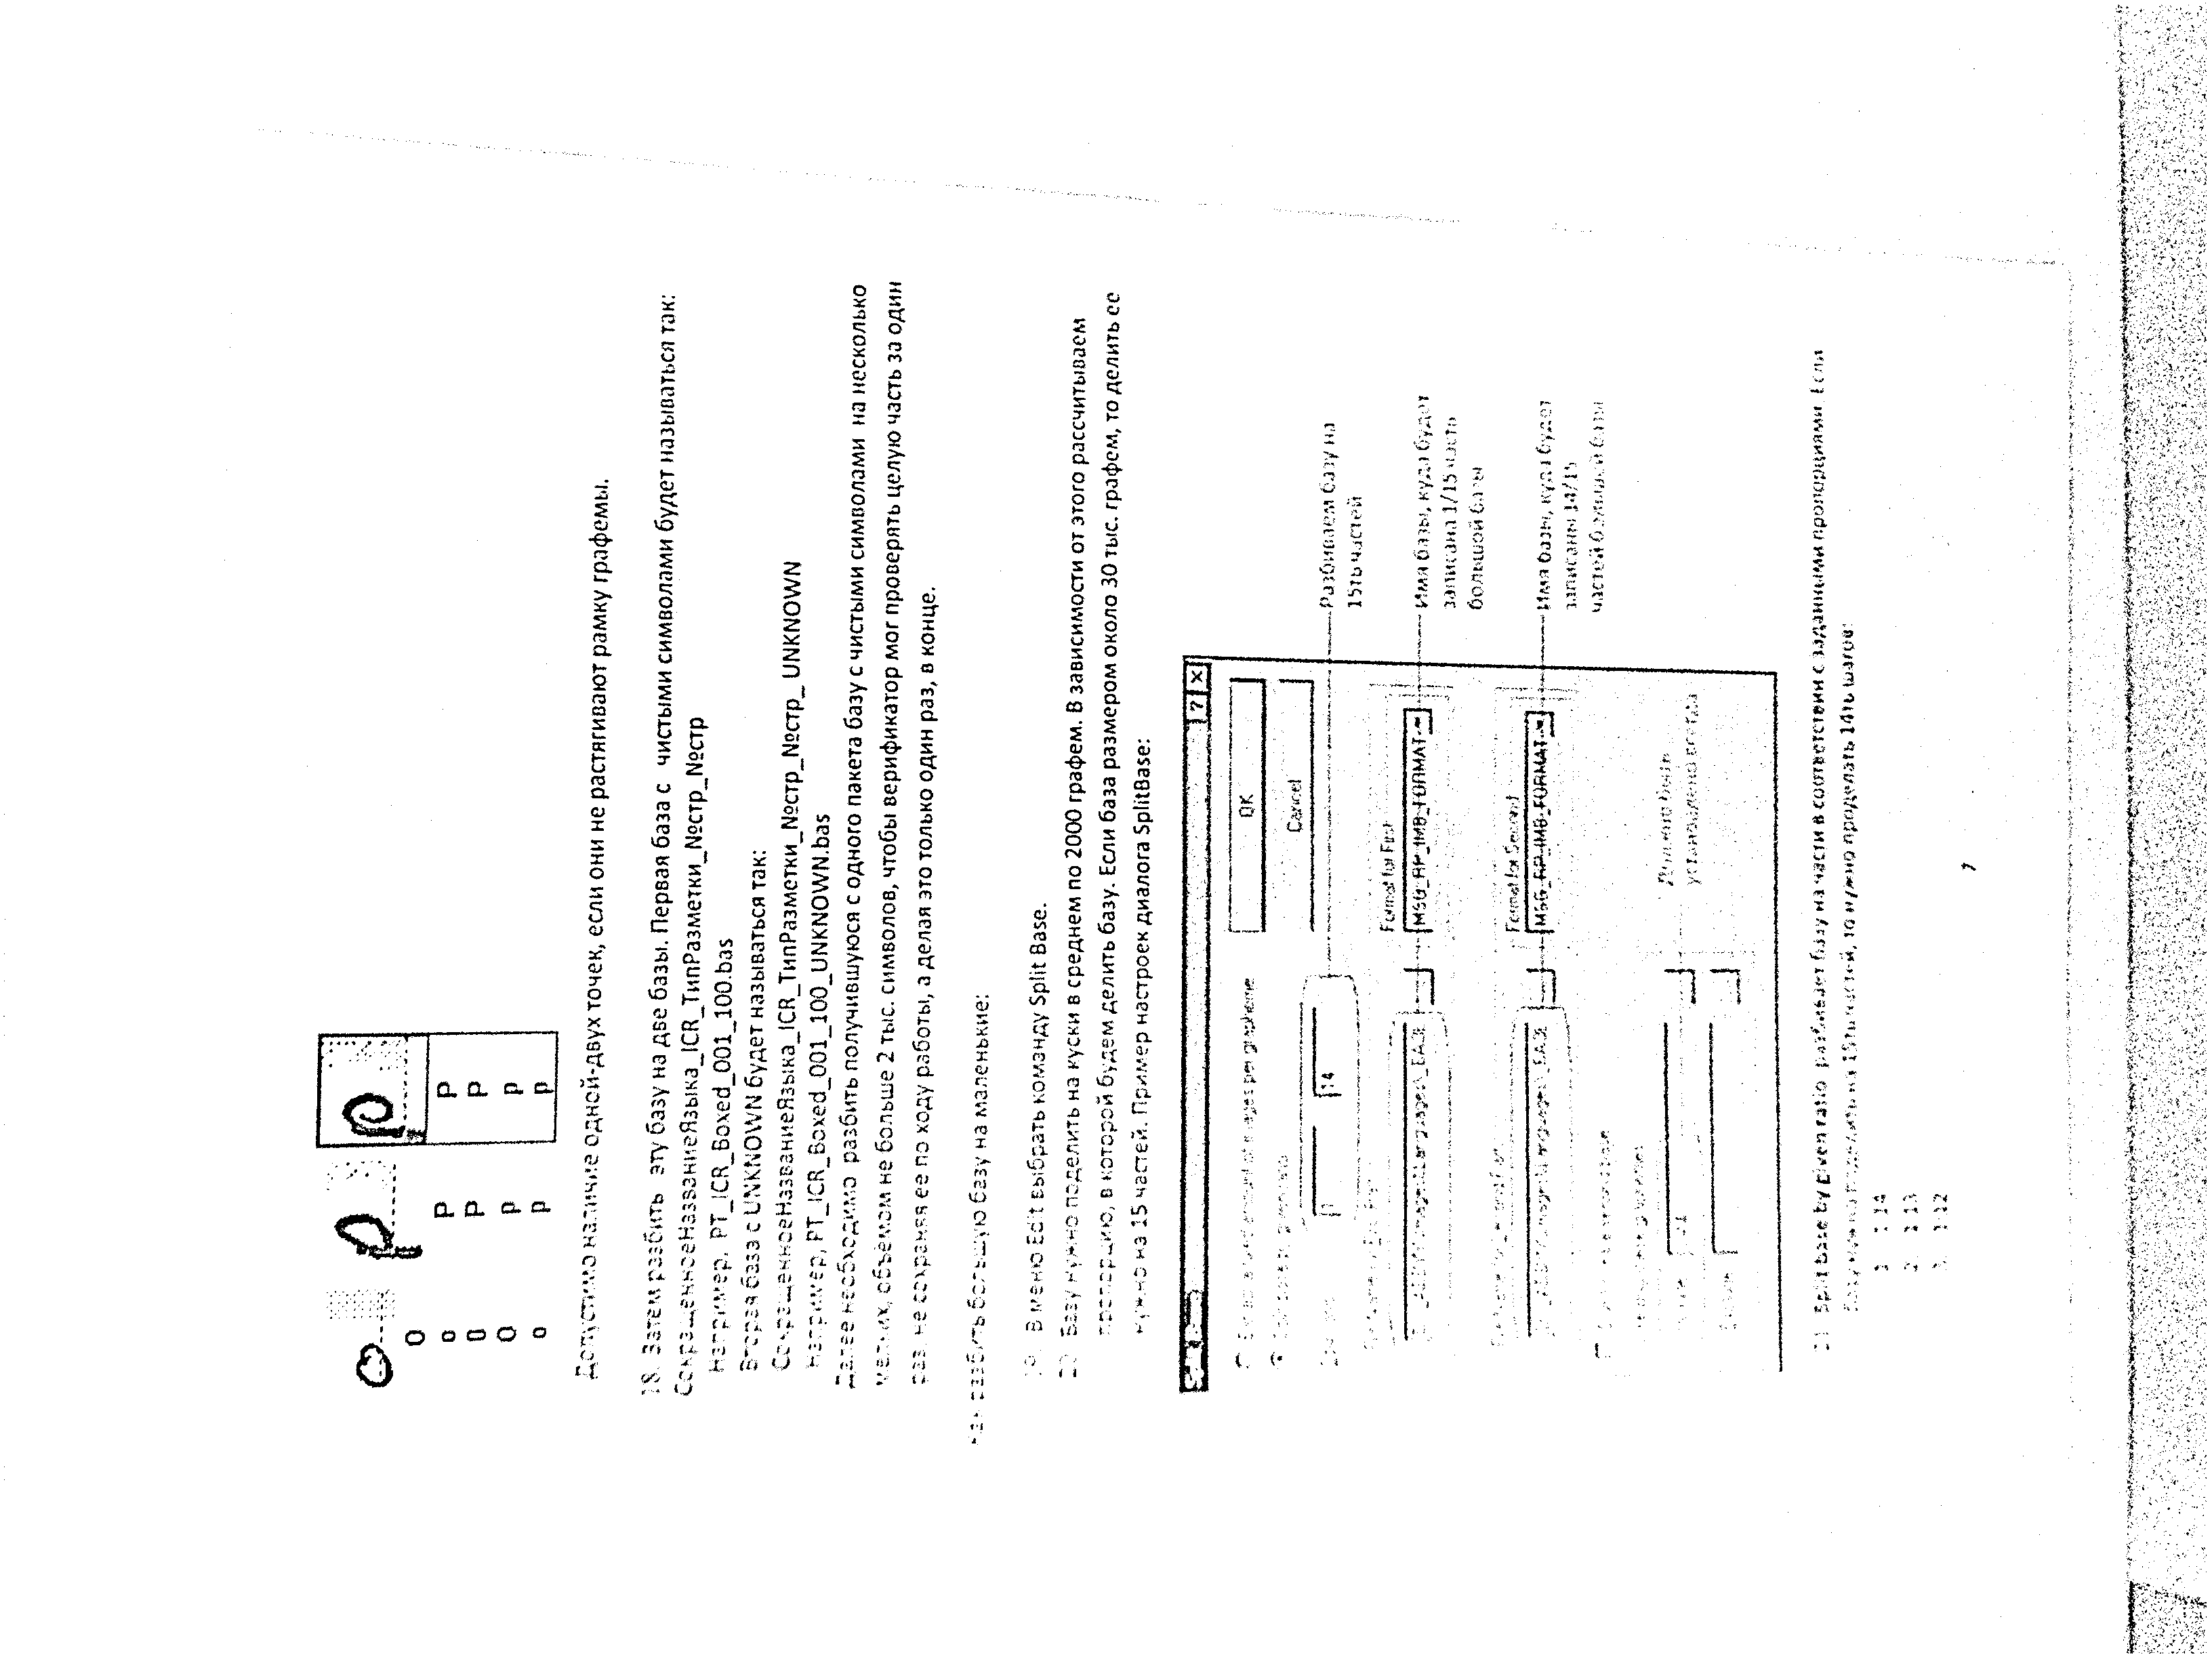 O P P
o P P
0
O p p
o p p
Допустимо наличие одной-двух точек, если они не растягивают рамку графемы.
18. Затем разбить эту базу на две базы. Первая база с чистыми символами будет называться так:
СокращенноеНазваниеЯзыка_ICR_ТипРазметки_№стр_№стр
Например, PT_ICR_Boxed_001_100.bas
Вторая база с UNKNOWN будет называться так:
СокращенноеНазваниеЯзыка_ICR_ТипРазметки_№стр_№стр_ UNKNOWN
Например, PT_ICR_Boxed_001_100_UNKNOWN.bas
Далее необходимо разбить получившуюся с одного пакета базу с чистыми символами на несколько
мелких, объемом не больше 2 тыс. символов, чтобы верификатор мог проверять целую часть за один
раз, не сохраняя ее по ходу работы, а делая это только один раз, в конце.
Как разбить большую базу на маленькие:
19. В меню Edit выбрать команду Split Base.
20. Базу нужно поделить на куски в среднем по 2000 графем. В зависимости от этого рассчитываем
пропорцию, в которой будем делить базу. Если база размером около 30 тыс. графем, то делить ее
нужно на 15 частей. Пример настроек диалога SplitBase:
? X
OK
Cancel
1 14
Разбиваем базу на
15ть частей
Format for First
MSG_RP_IMB_FORMAT
Имя базы, куда будет
записана 1/15 часть
большой базы
Format for Second
MSG_RP_IMB_FORMAT
Имя базы, куда будет
записаны 14/15
частей большой базы
Должно быть
установлено всегда
21. Split base by given ratio разбивает базу на части в соответствии с заданными пропорциями. Если
базу нужно поделить на 15ть частей, то нужно проделать 14ть шагов:
1. 1:14
2. 1:13
3. 1:12
7